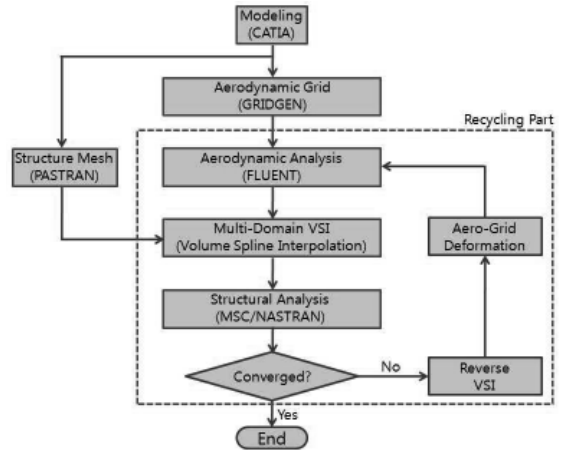 Modeling
(CATIA)
Aerodynamic Grid
(GRIDGEN)
Recycling Part
Structure Mesh
(PASTRAN)
Aerodynamic Analysis
(FLUENT)
Multi-Domain VSI
(Volume Spline Interpolation)
Aero-Grid
Deformation
Structural Analysis
(MSC/NASTRAN)
Converged?
No
Reverse
VSI
Yes
End